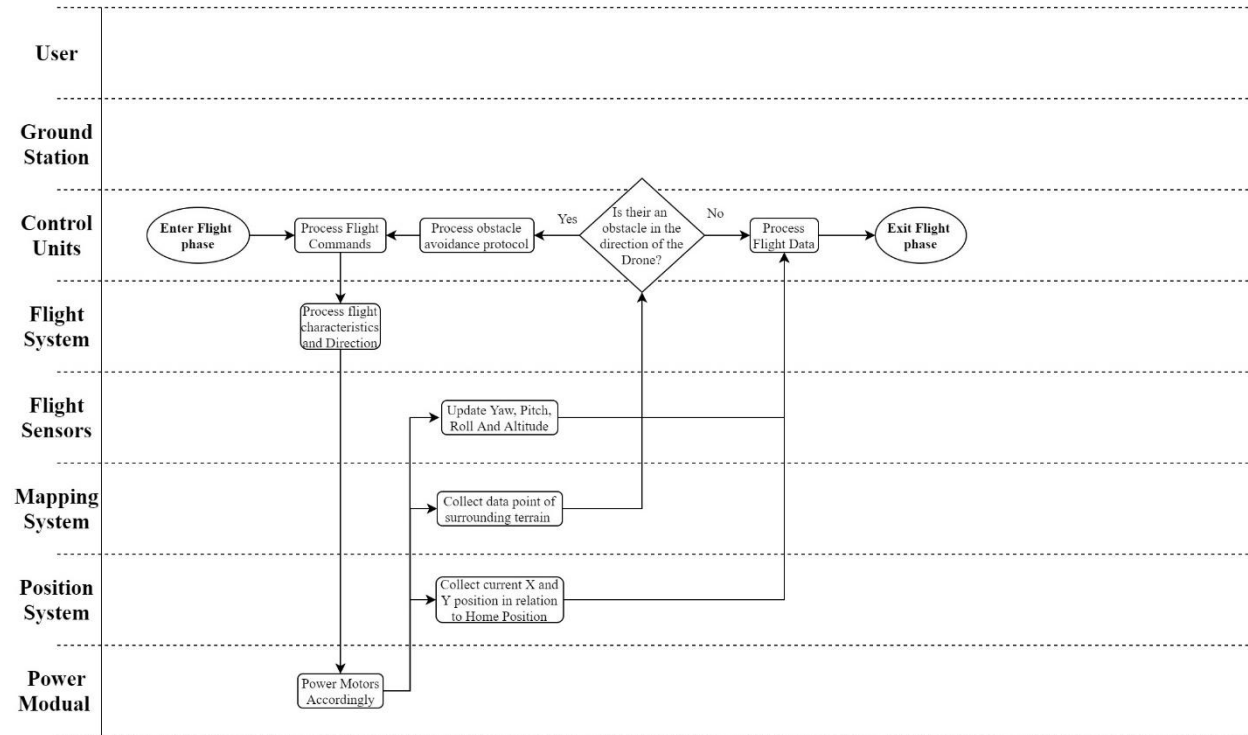 User
Ground
Station
Control
Units
Enter Flight
phase
Process Flight
Commands
Process obstacle
avoidance protocol
Yes
Is their an
obstacle in the
direction of the
Drone?
No
Process
Flight Data
Exit Flight
phase
Flight
System
Process flight
characteristics
and Direction
Flight
Sensors
Update Yaw, Pitch,
Roll And Altitude
Mapping
System
Collect data point of
surrounding terrain
Position
System
Collect current X and
Y position in relation
to Home Position
Power
Modual
Power Motors
Accordingly